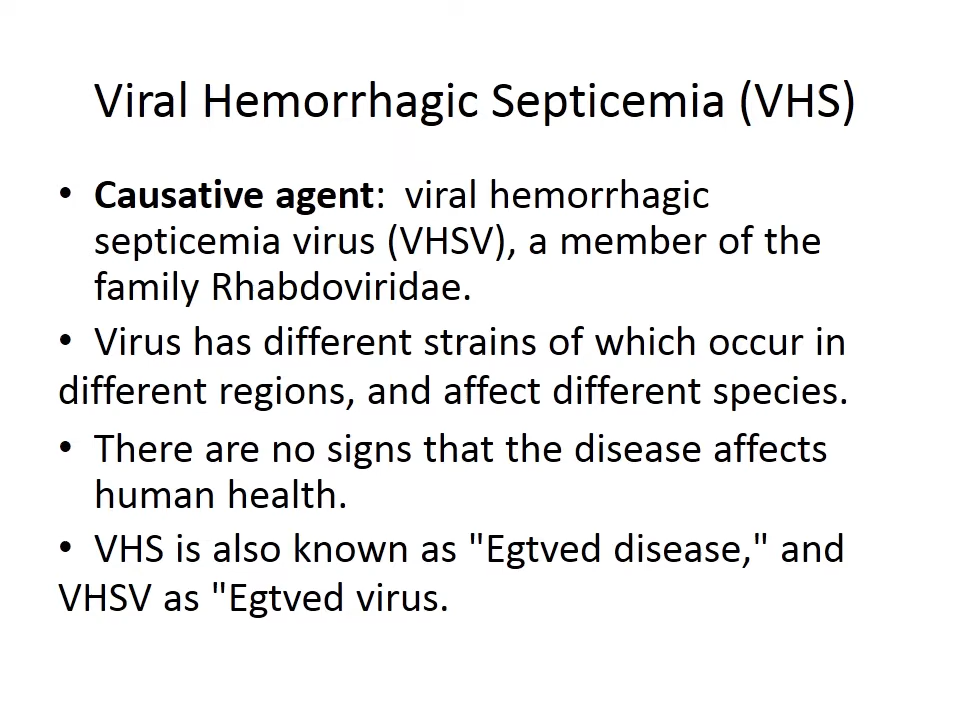 Viral Hemorrhagic Septicemia (VHS)
• Causative agent: viral hemorrhagic
septicemia virus (VHSV), a member of the
family Rhabdoviridae.
• Virus has different strains of which occur in
different regions, and affect different species.
• There are no signs that the disease affects
human health.
• VHS is also known as "Egtved disease," and
VHSV as "Egtved virus.